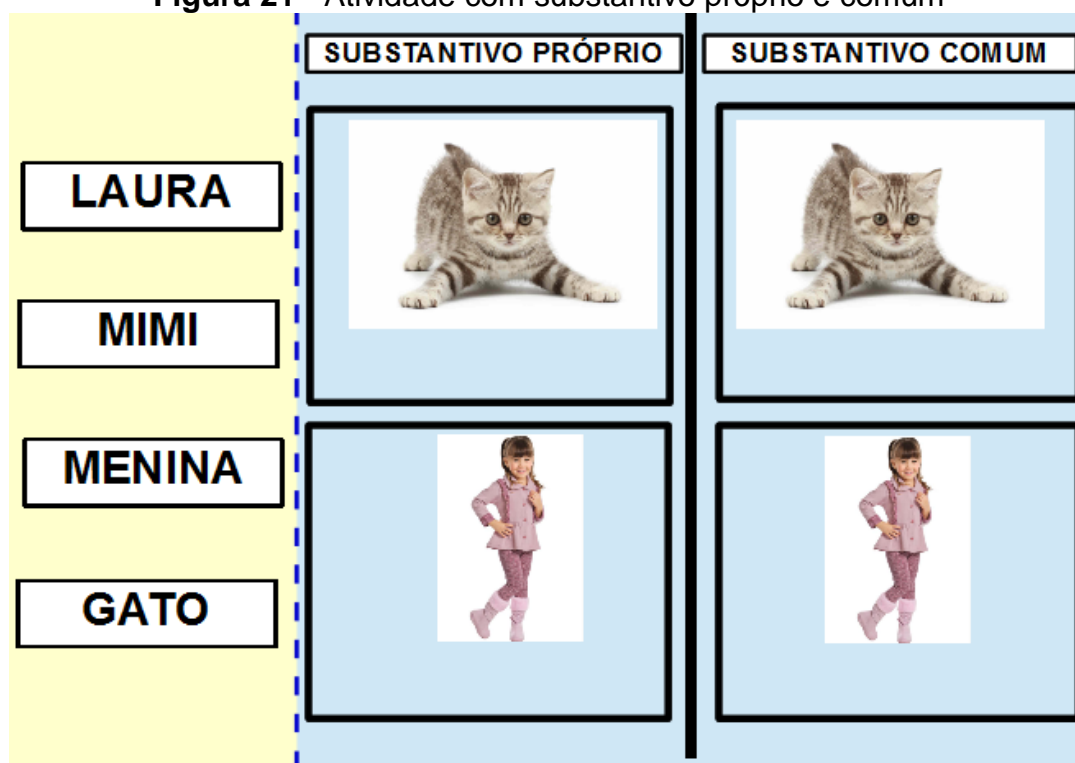 Figura 21 - Atividade com substantivo próprio e comum
SUBSTANTIVO PRÓPRIO
SUBSTANTIVO COMUM
LAURA
MIMI
MENINA
GATO